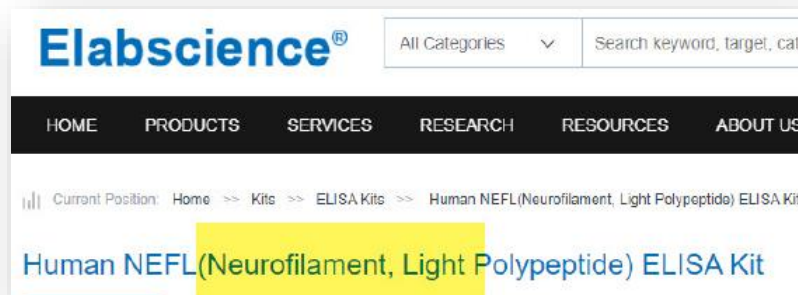 Elabscience®
All Categories Search keyword, target, cat
HOME PRODUCTS SERVICES RESEARCH RESOURCES ABOUT US
Current Position: Home >> Kits >> ELISA Kits >> Human NEFL(Neurofilament, Light Polypeptide) ELISA Kit
Human NEFL(Neurofilament, Light Polypeptide) ELISA Kit